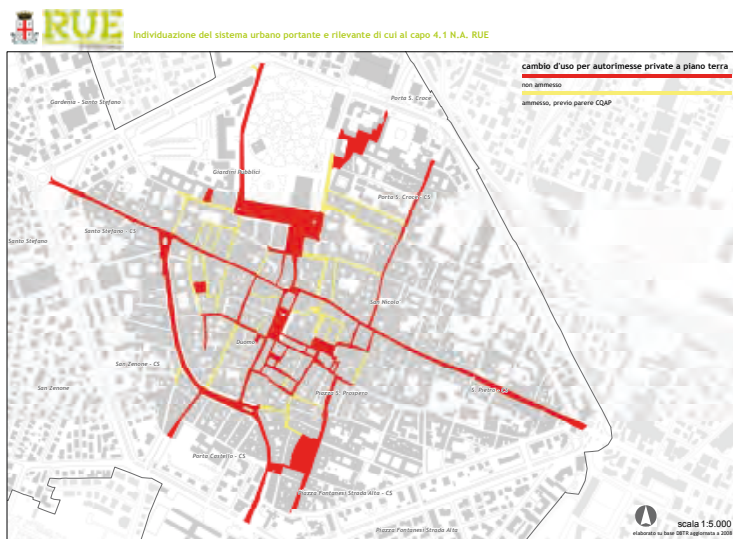 RUE
Individuazione del sistema urbano portante e rilevante di cui al capo 4.1 N.A. RUE
cambio d'uso per autorimesse private a piano terra
non ammesso
ammesso, previo parere CQAP
Porta S. Croce
Gardenia - Santo Stefano
Giardini Pubblici
Porta S. Croce - CS
Santo Stefano - CS
Santo Stefano
San Nicolo
Duomo
San Zenone - CS
San Zenone
Piazza S. Prospero
S. Pietro - CS
Porta Castello - CS
Piazza Fontanesi Strada Alta - CS
Piazza Fontanesi Strada Alta
scala 1:5.000
elaborato su base DBTR aggiornata a 2008